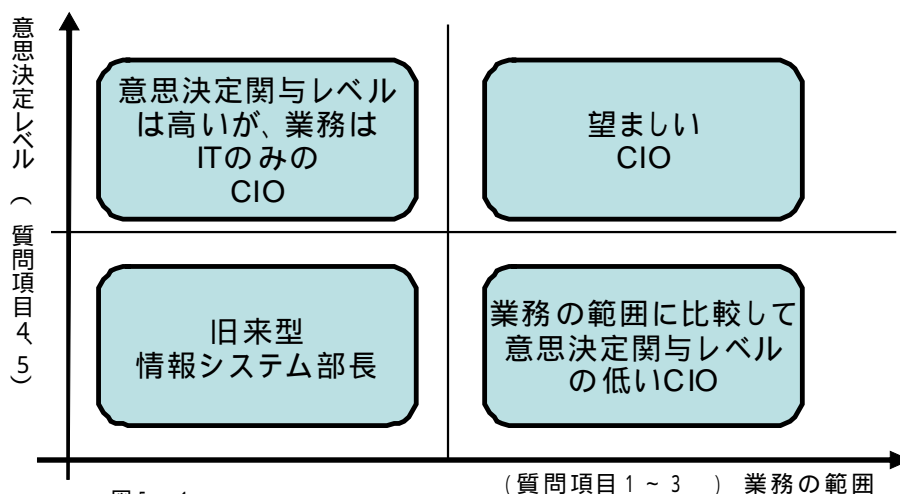 意思決定レベル（質問項目4、5）
意思決定関与レベル
は高いが、業務は
ITのみの
CIO
望ましい
CIO
旧来型
情報システム部長
業務の範囲に比較して
意思決定関与レベル
の低いCIO
(質問項目1～3　) 業務の範囲